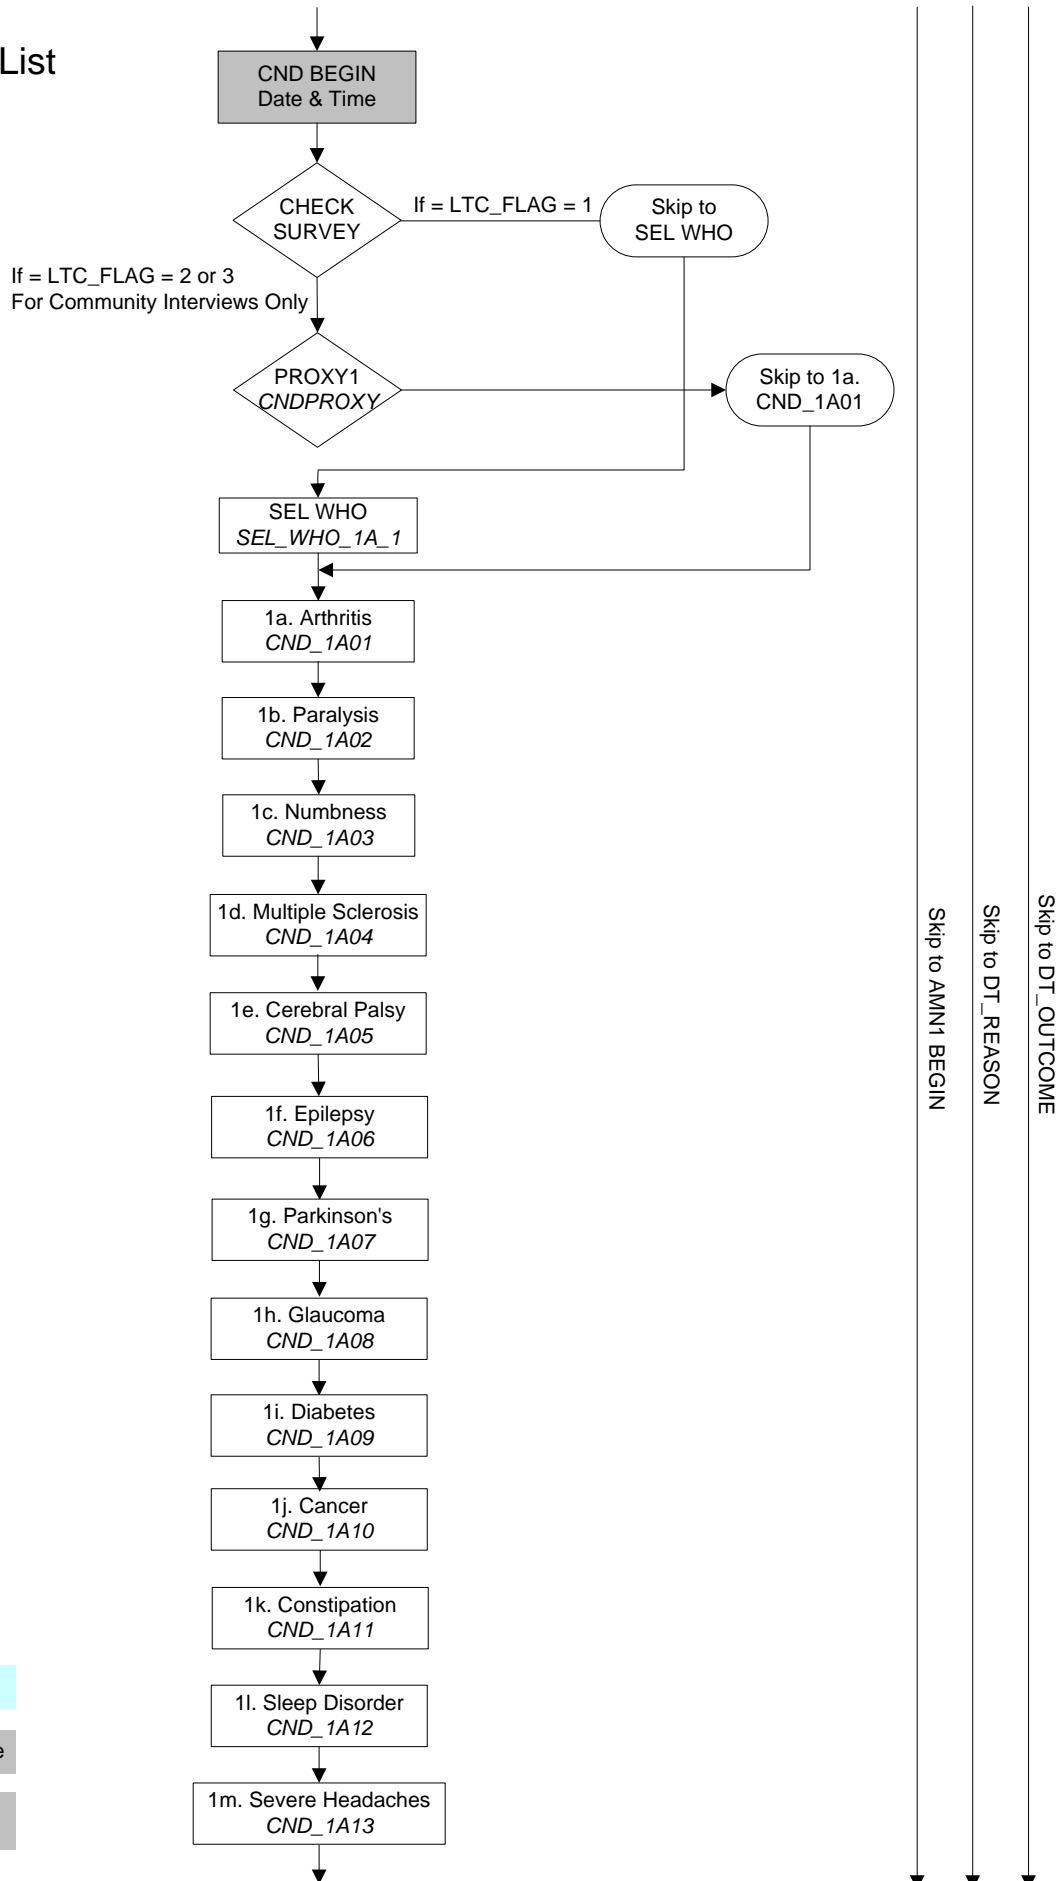 List
CND BEGIN
Date & Time
CHECK
SURVEY
If = LTC_FLAG = 1
Skip to
SEL WHO
If = LTC_FLAG = 2 or 3
For Community Interviews Only
PROXY1
CNDPROXY
Skip to 1a.
CND_1A01
SEL WHO
SEL_WHO_1A_1
1a. Arthritis
CND_1A01
1b. Paralysis
CND_1A02
1c. Numbness
CND_1A03
1d. Multiple Sclerosis
CND_1A04
1e. Cerebral Palsy
CND_1A05
1f. Epilepsy
CND_1A06
1g. Parkinson's
CND_1A07
1h. Glaucoma
CND_1A08
1i. Diabetes
CND_1A09
1j. Cancer
CND_1A10
1k. Constipation
CND_1A11
1l. Sleep Disorder
CND_1A12
1m. Severe Headaches
CND_1A13
Skip to AMN1 BEGIN
Skip to DT_REASON
Skip to DT_OUTCOME
e